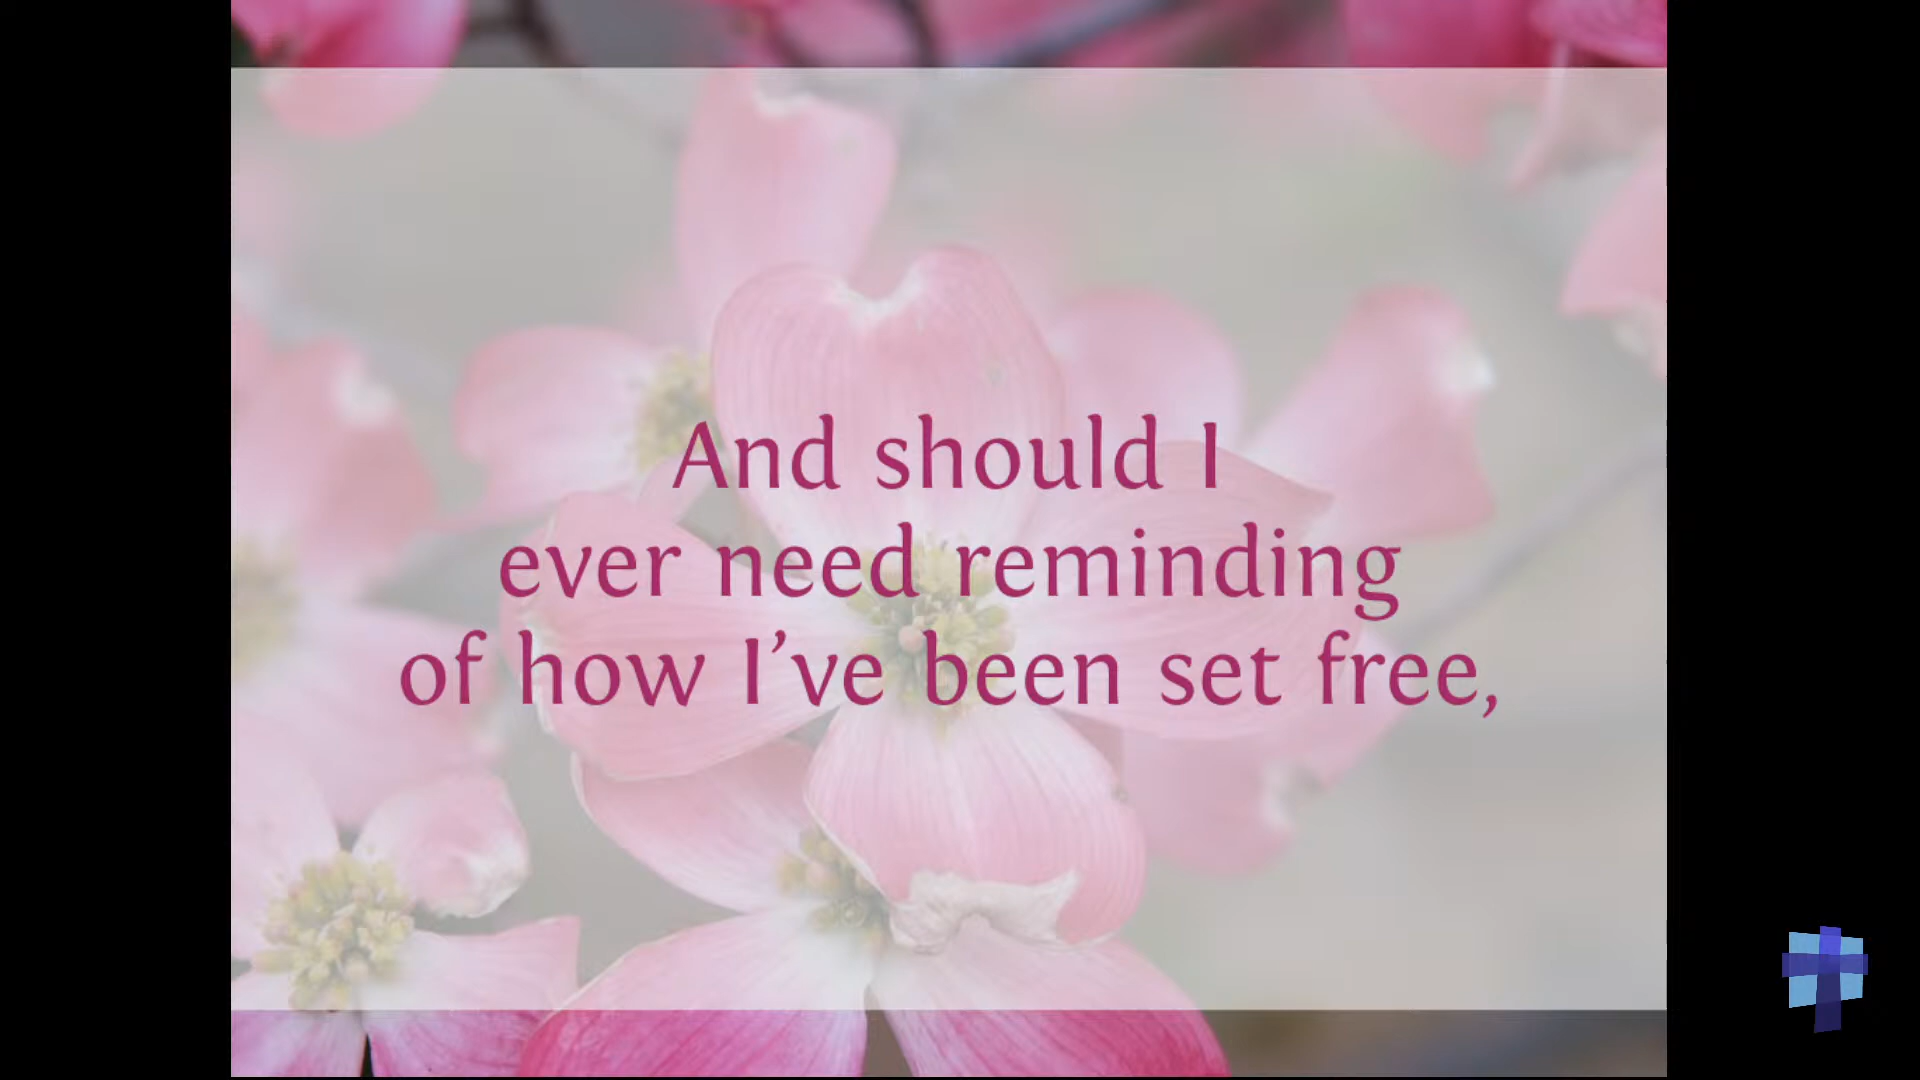 And should I
ever need reminding
of how I’ve been set free,